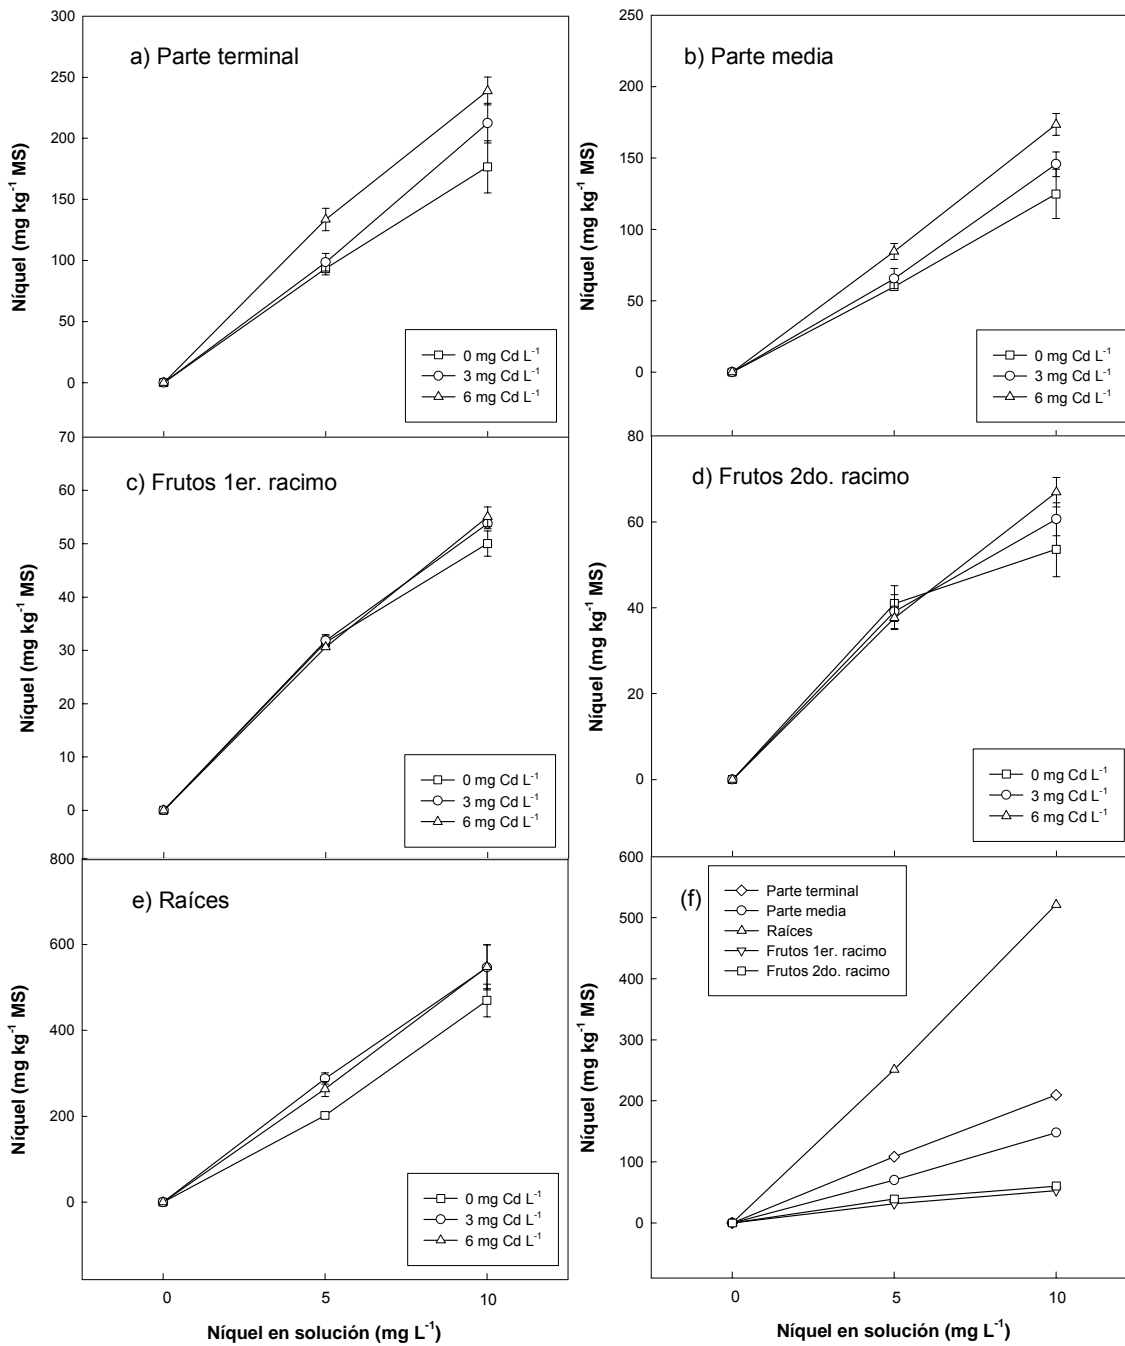 a) Parte terminal
300
250
200
150
100
50
0
Níquel (mg kg⁻¹ MS)
0 mg Cd L⁻¹
3 mg Cd L⁻¹
6 mg Cd L⁻¹
b) Parte media
250
200
150
100
50
0
Níquel (mg kg⁻¹ MS)
0 mg Cd L⁻¹
3 mg Cd L⁻¹
6 mg Cd L⁻¹
c) Frutos 1er. racimo
70
60
50
40
30
20
10
0
Níquel (mg kg⁻¹ MS)
0 mg Cd L⁻¹
3 mg Cd L⁻¹
6 mg Cd L⁻¹
d) Frutos 2do. racimo
80
60
40
20
0
Níquel (mg kg⁻¹ MS)
0 mg Cd L⁻¹
3 mg Cd L⁻¹
6 mg Cd L⁻¹
e) Raíces
800
600
400
200
0
Níquel (mg kg⁻¹ MS)
0 mg Cd L⁻¹
3 mg Cd L⁻¹
6 mg Cd L⁻¹
0 5 10
Níquel en solución (mg L⁻¹)
(f)
Parte terminal
Parte media
Raíces
Frutos 1er. racimo
Frutos 2do. racimo
600
500
400
300
200
100
0
Níquel (mg kg⁻¹ MS)
0 5 10
Níquel en solución (mg L⁻¹)